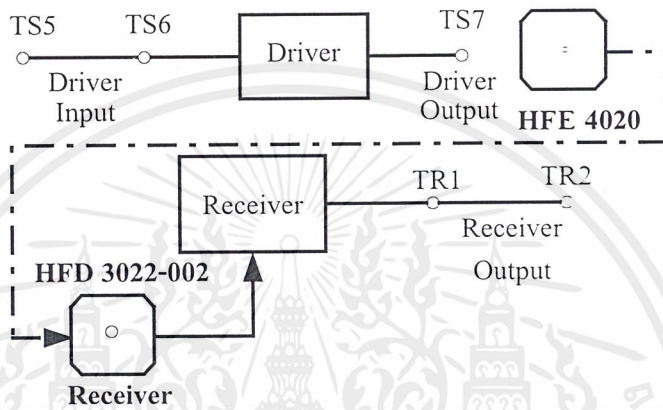 TS5
TS6
Driver
TS7
Driver
Input
Driver
Output
HFE 4020
Receiver
TR1
TR2
Receiver
Output
HFD 3022-002
Receiver